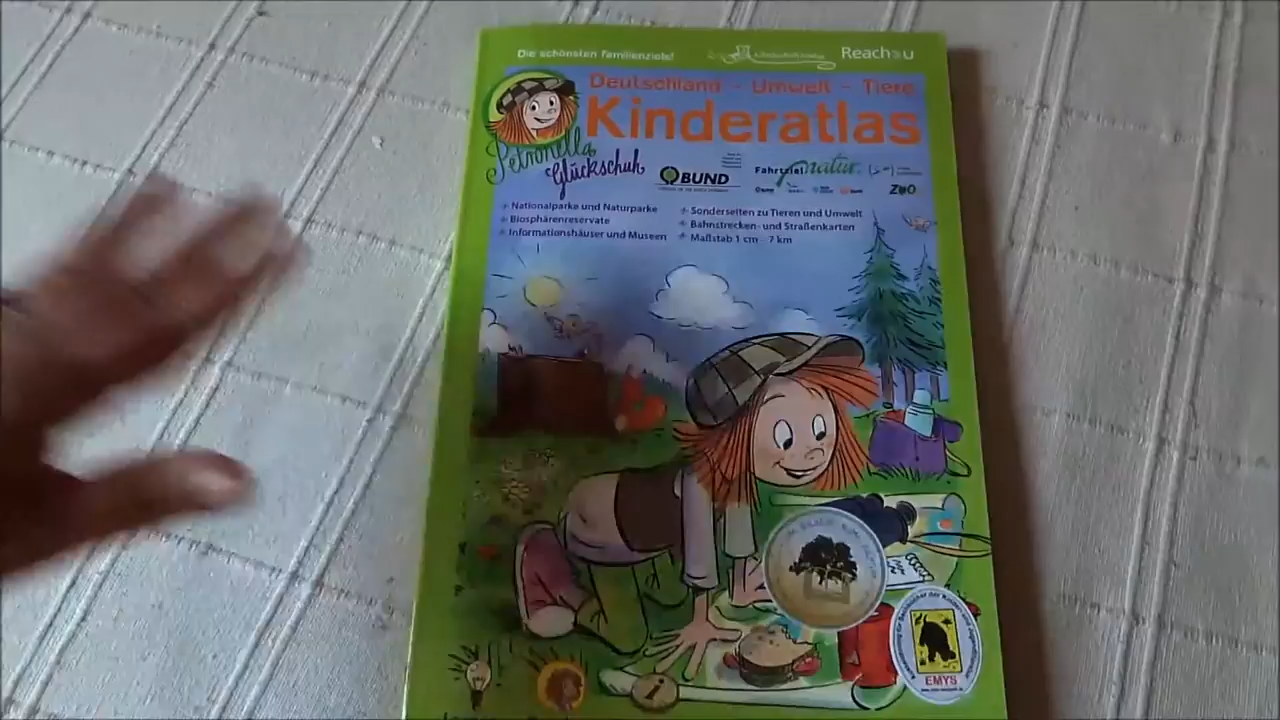 Die schönsten Familienziele!
Reach U
Deutschland - Umwelt - Tiere
Kinderatlas
Petronella
Glückschuh
BUND
Fahrtziel natur
ZOO
Nationalparke und Naturparke
Biosphärenreservate
Informationshäuser und Museen
Sonderseiten zu Tieren und Umwelt
Bahnstrecken- und Straßenkarten
Maßstab 1 cm - 7 km
i
EMYS